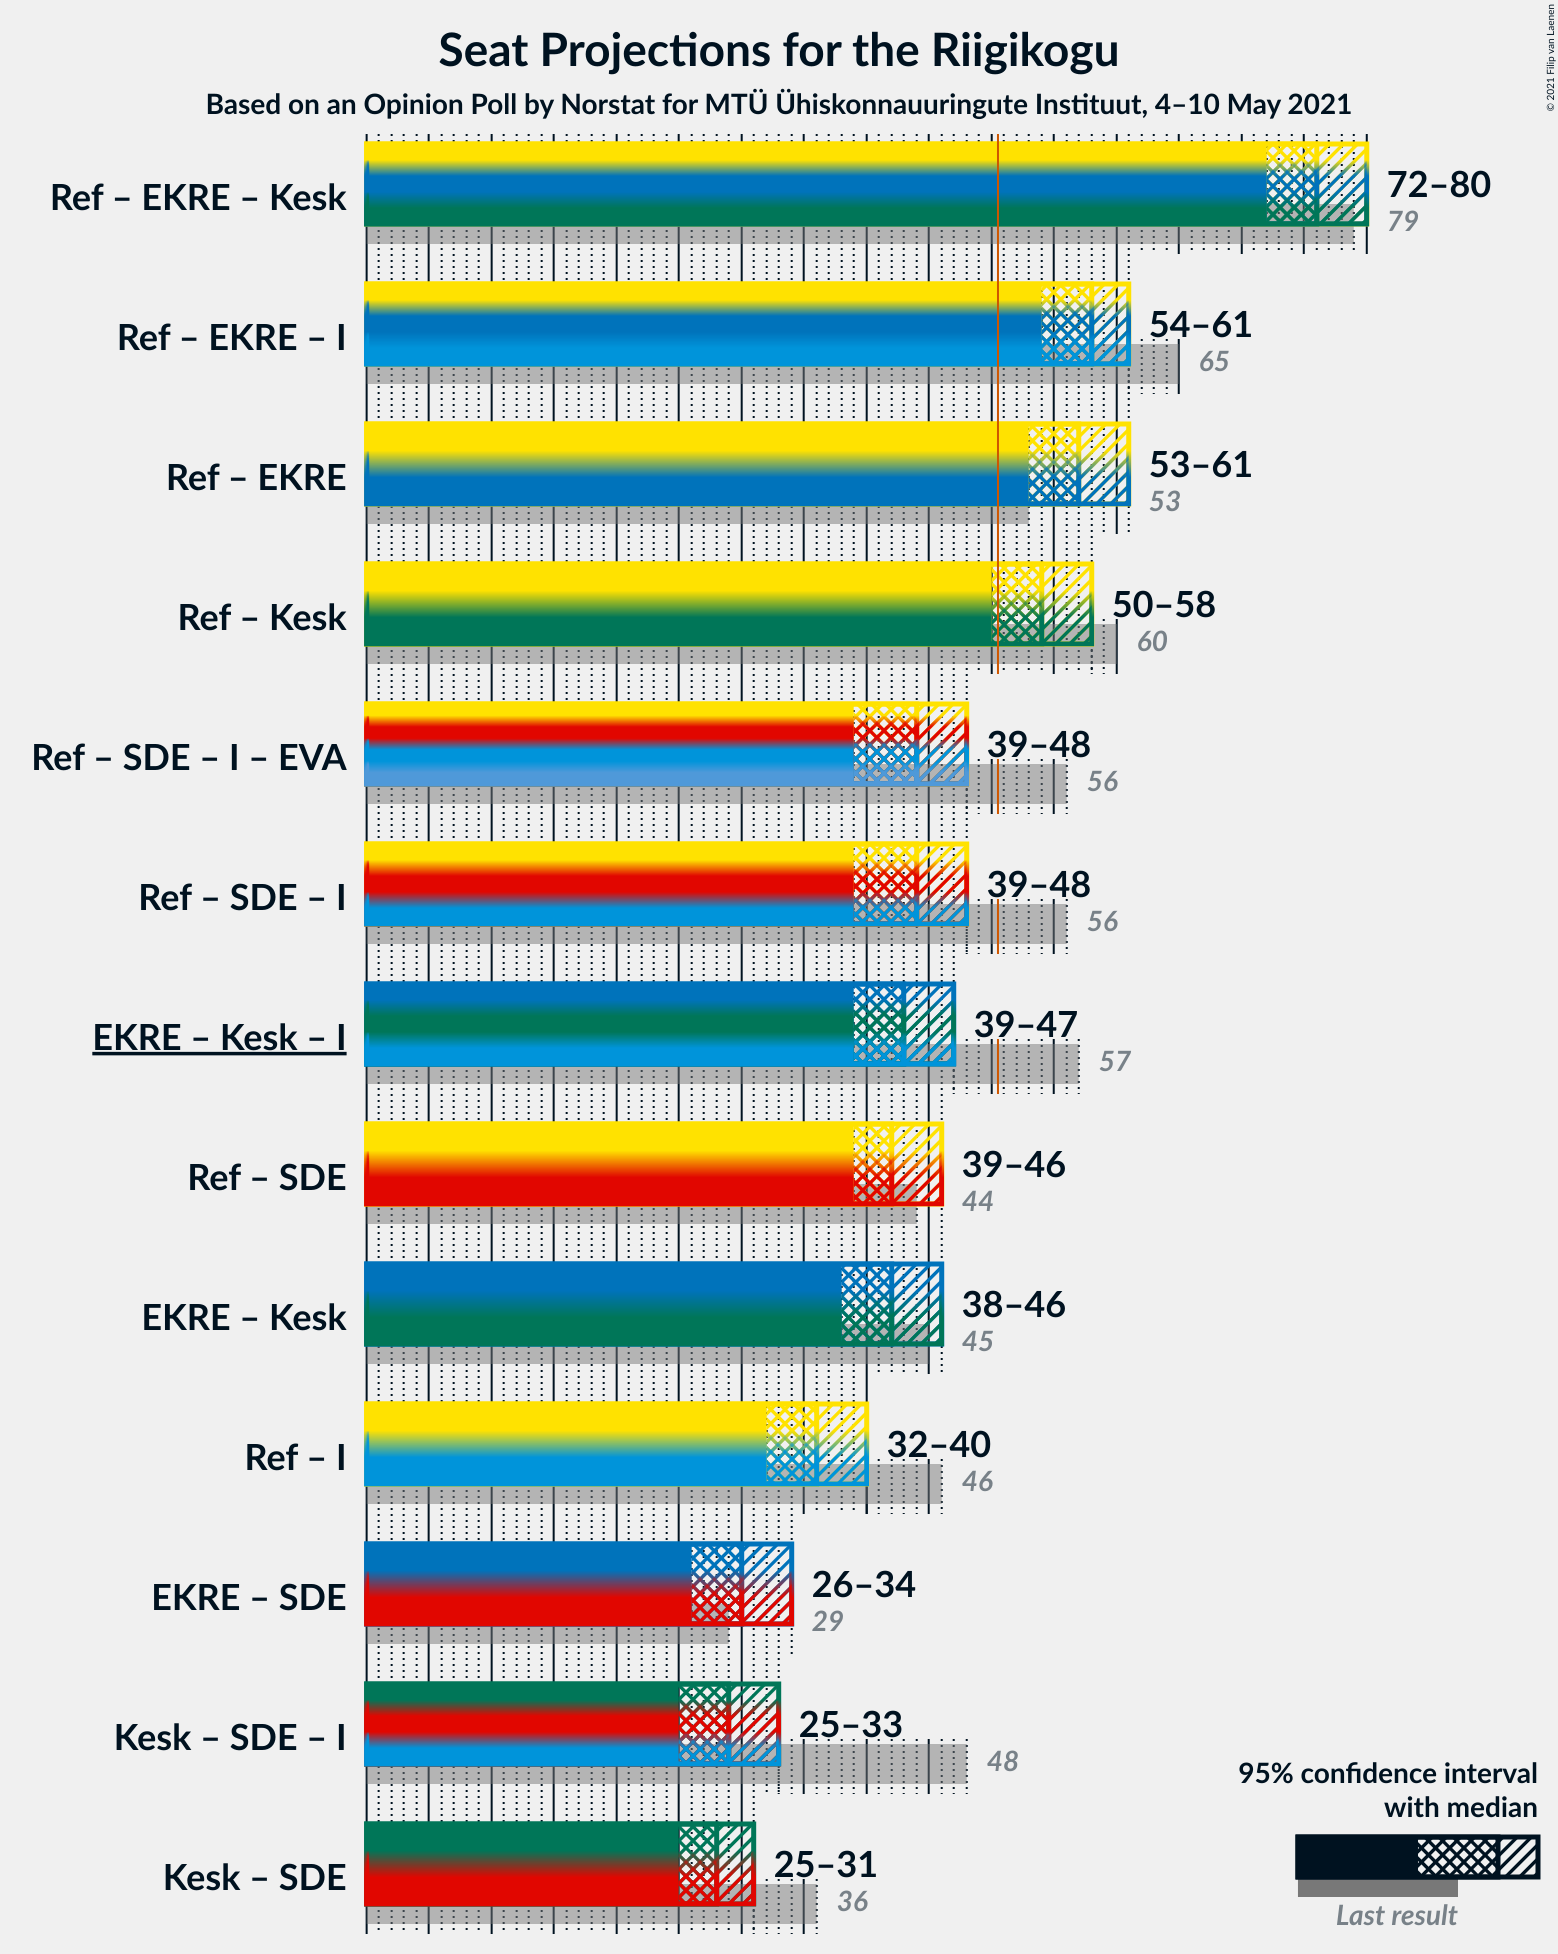 Seat Projections for the Riigikogu
Based on an Opinion Poll by Norstat for MTÜ Ühiskonnauuringute Instituut, 4–10 May 2021
© 2021 Filip van Laenen
Ref – EKRE – Kesk
72–80
79
Ref – EKRE – I
54–61
65
Ref – EKRE
53–61
53
Ref – Kesk
50–58
60
Ref – SDE – I – EVA
39–48
56
Ref – SDE – I
39–48
56
EKRE – Kesk – I
39–47
57
Ref – SDE
39–46
44
EKRE – Kesk
38–46
45
Ref – I
32–40
46
EKRE – SDE
26–34
29
Kesk – SDE – I
25–33
48
Kesk – SDE
25–31
36
95% confidence interval
with median
Last result